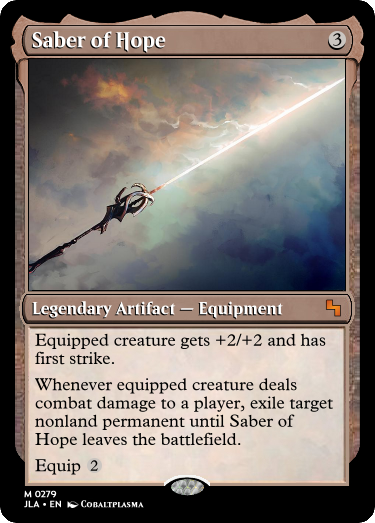 Saber of Hope 3
Legendary Artifact — Equipment
Equipped creature gets +2/+2 and has
first strike.
Whenever equipped creature deals
combat damage to a player, exile target
nonland permanent until Saber of
Hope leaves the battlefield.
Equip 2
M 0279
JLA • EN Cobaltplasma